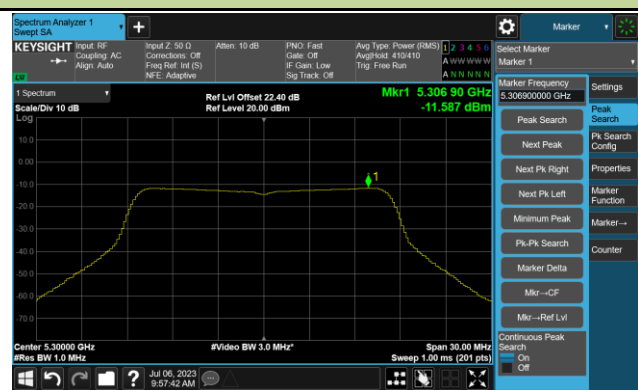 Spectrum Analyzer 1
Swept SA
Marker
KEYSIGHT
Input: RF
Coupling: AC
Align: Auto
Input Z: 50 Ω
Corrections: Off
Freq Ref: Int (S)
NFE: Adaptive
Atten: 10 dB
PNO: Fast
Gate: Off
IF Gain: Low
Sig Track: Off
Avg Type: Power (RMS)
Avg|Hold: 410/410
Trig: Free Run
1 2 3 4 5 6
A W W W W W
A N N N N N
LW
Select Marker
Marker 1
1 Spectrum
Scale/Div 10 dB
Log
Ref Lvl Offset 22.40 dB
Ref Level 20.00 dBm
Mkr1 5.306 90 GHz
-11.587 dBm
1
10.0
0.00
-10.0
-20.0
-30.0
-40.0
-50.0
-60.0
-70.0
Center 5.30000 GHz
#Res BW 1.0 MHz
#Video BW 3.0 MHz*
Span 30.00 MHz
Sweep 1.00 ms (201 pts)
Marker Frequency
5.306900000 GHz
Peak Search
Next Peak
Next Pk Right
Next Pk Left
Minimum Peak
Pk-Pk Search
Marker Delta
Mkr→CF
Mkr→Ref Lvl
Continuous Peak
Search
On
Off
Settings
Peak
Search
Pk Search
Config
Properties
Marker
Function
Marker→
Counter
?
Jul 06, 2023
9:57:42 AM